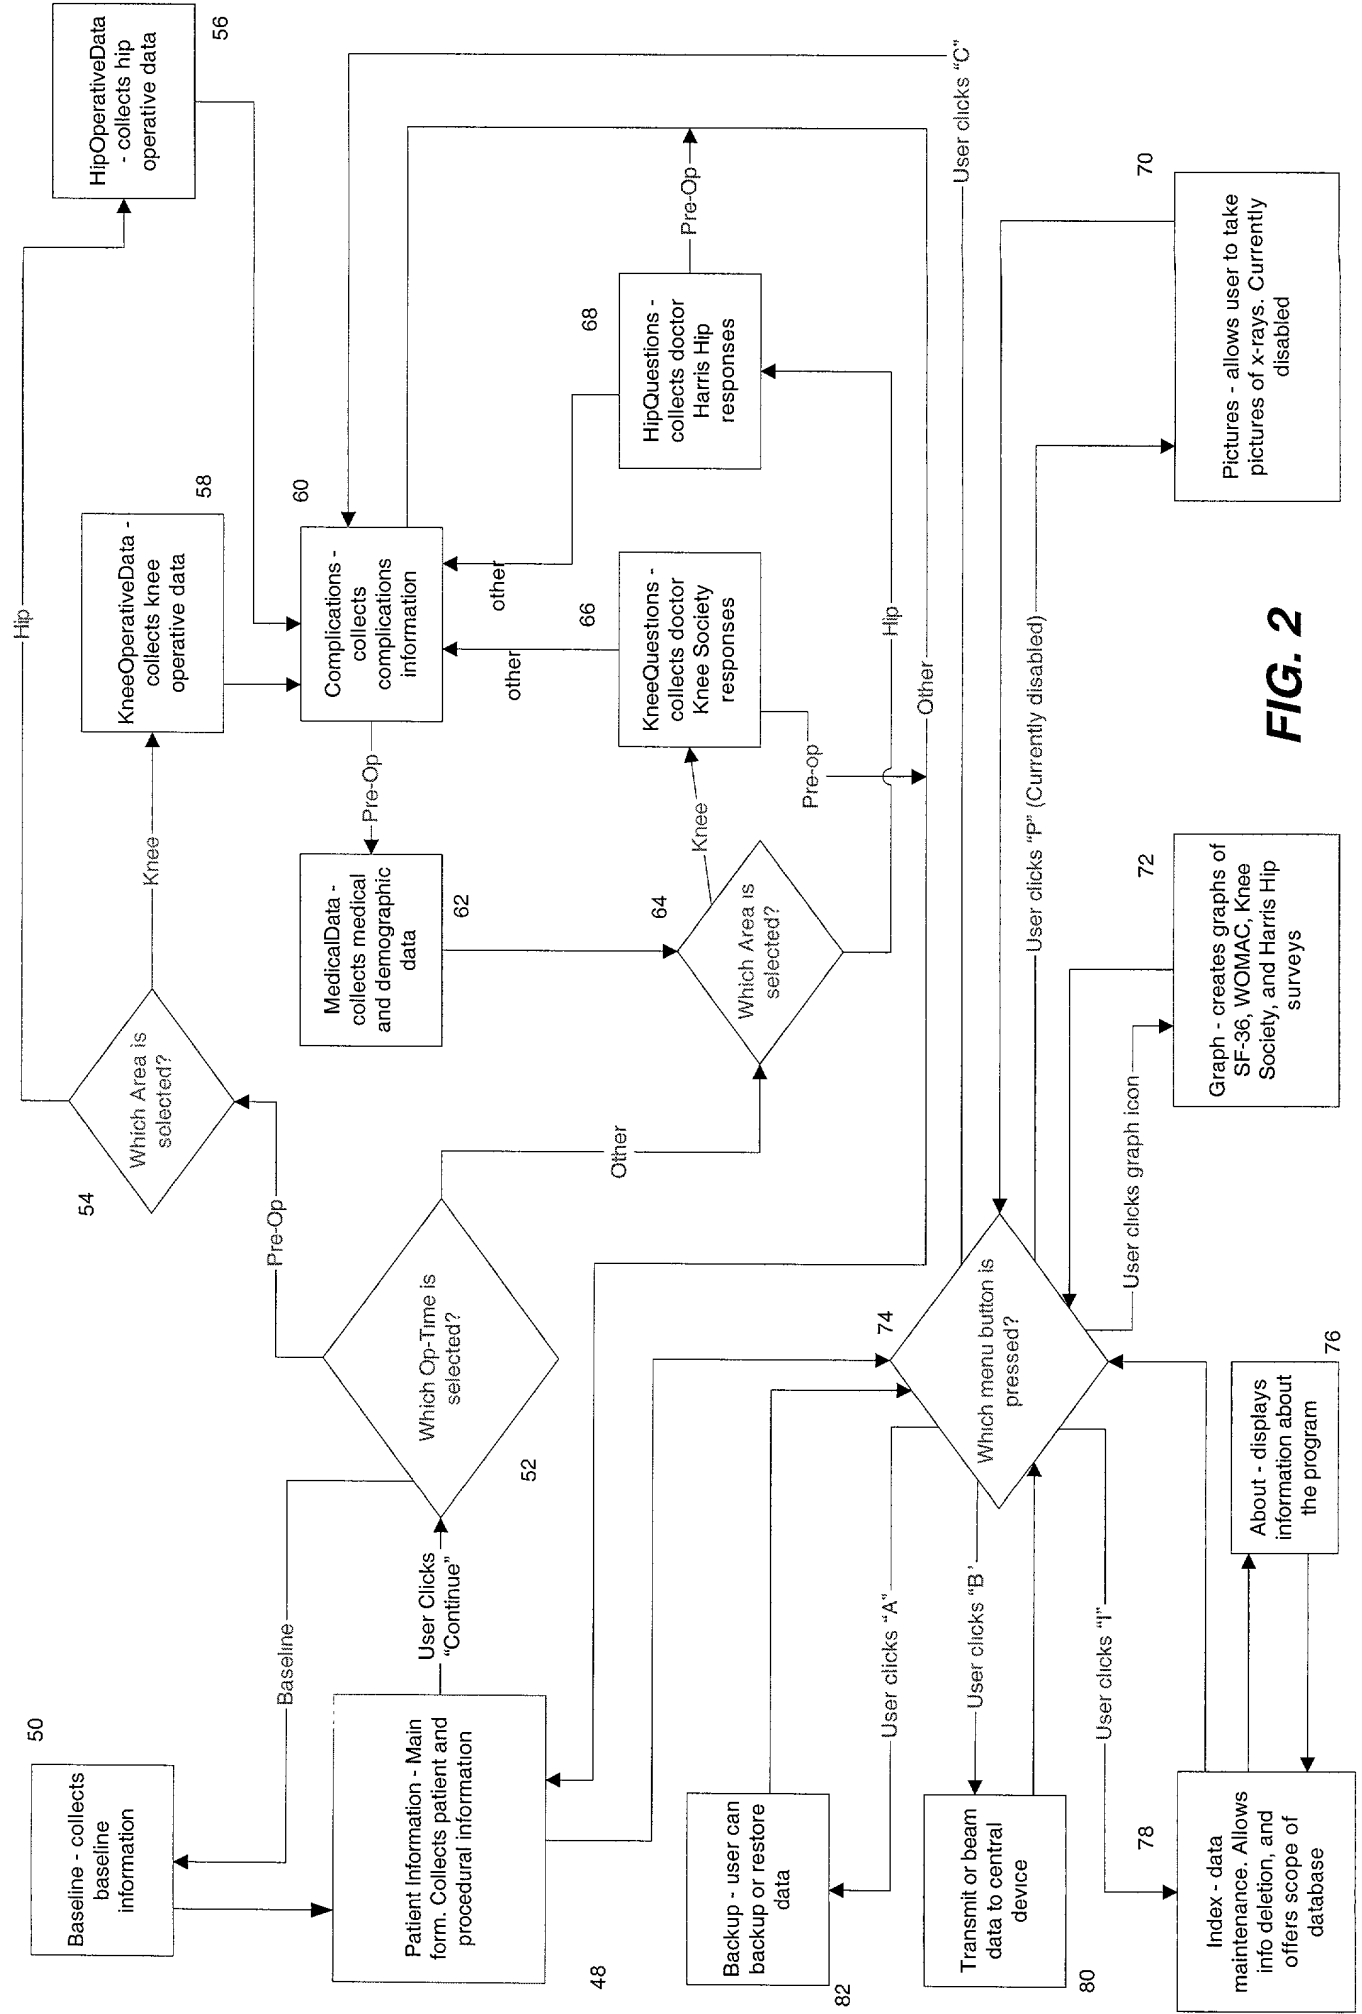 50
Baseline - collects
baseline
information
Baseline
48
Patient Information - Main
form. Collects patient and
procedural information
User Clicks
"Continue"
52
Which Op-Time is
selected?
Pre-Op
54
Which Area is
selected?
Hip
Knee
56
HipOperativeData
- collects hip
operative data
58
KneeOperativeData -
collects knee
operative data
60
Complications -
collects
complications
information
Pre-Op
62
MedicalData -
collects medical
and demographic
data
Other
64
Which Area is
selected?
Knee
Hip
66
KneeQuestions -
collects doctor
Knee Society
responses
other
Pre-op
68
HipQuestions -
collects doctor
Harris Hip
responses
other
Pre-Op
Other
User clicks "C"
74
Which menu button is
pressed?
User clicks "P" (Currently disabled)
70
Pictures - allows user to take
pictures of x-rays. Currently
disabled
User clicks graph icon
72
Graph - creates graphs of
SF-36, WOMAC, Knee
Society, and Harris Hip
surveys
User clicks "A"
82
Backup - user can
backup or restore
data
User clicks "B'
80
Transmit or beam
data to central
device
User clicks "I"
78
Index - data
maintenance. Allows
info deletion, and
offers scope of
database
76
About - displays
information about
the program
FIG. 2